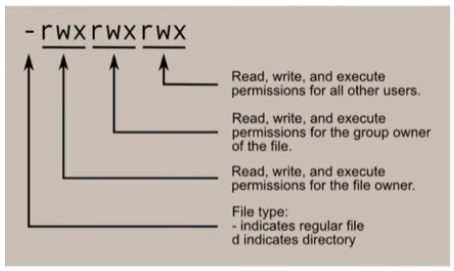 -rwxrwxrwx
Read, write, and execute
permissions for all other users.
Read, write, and execute
permissions for the group owner
of the file.
Read, write, and execute
permissions for the file owner.
File type:
- indicates regular file
d indicates directory